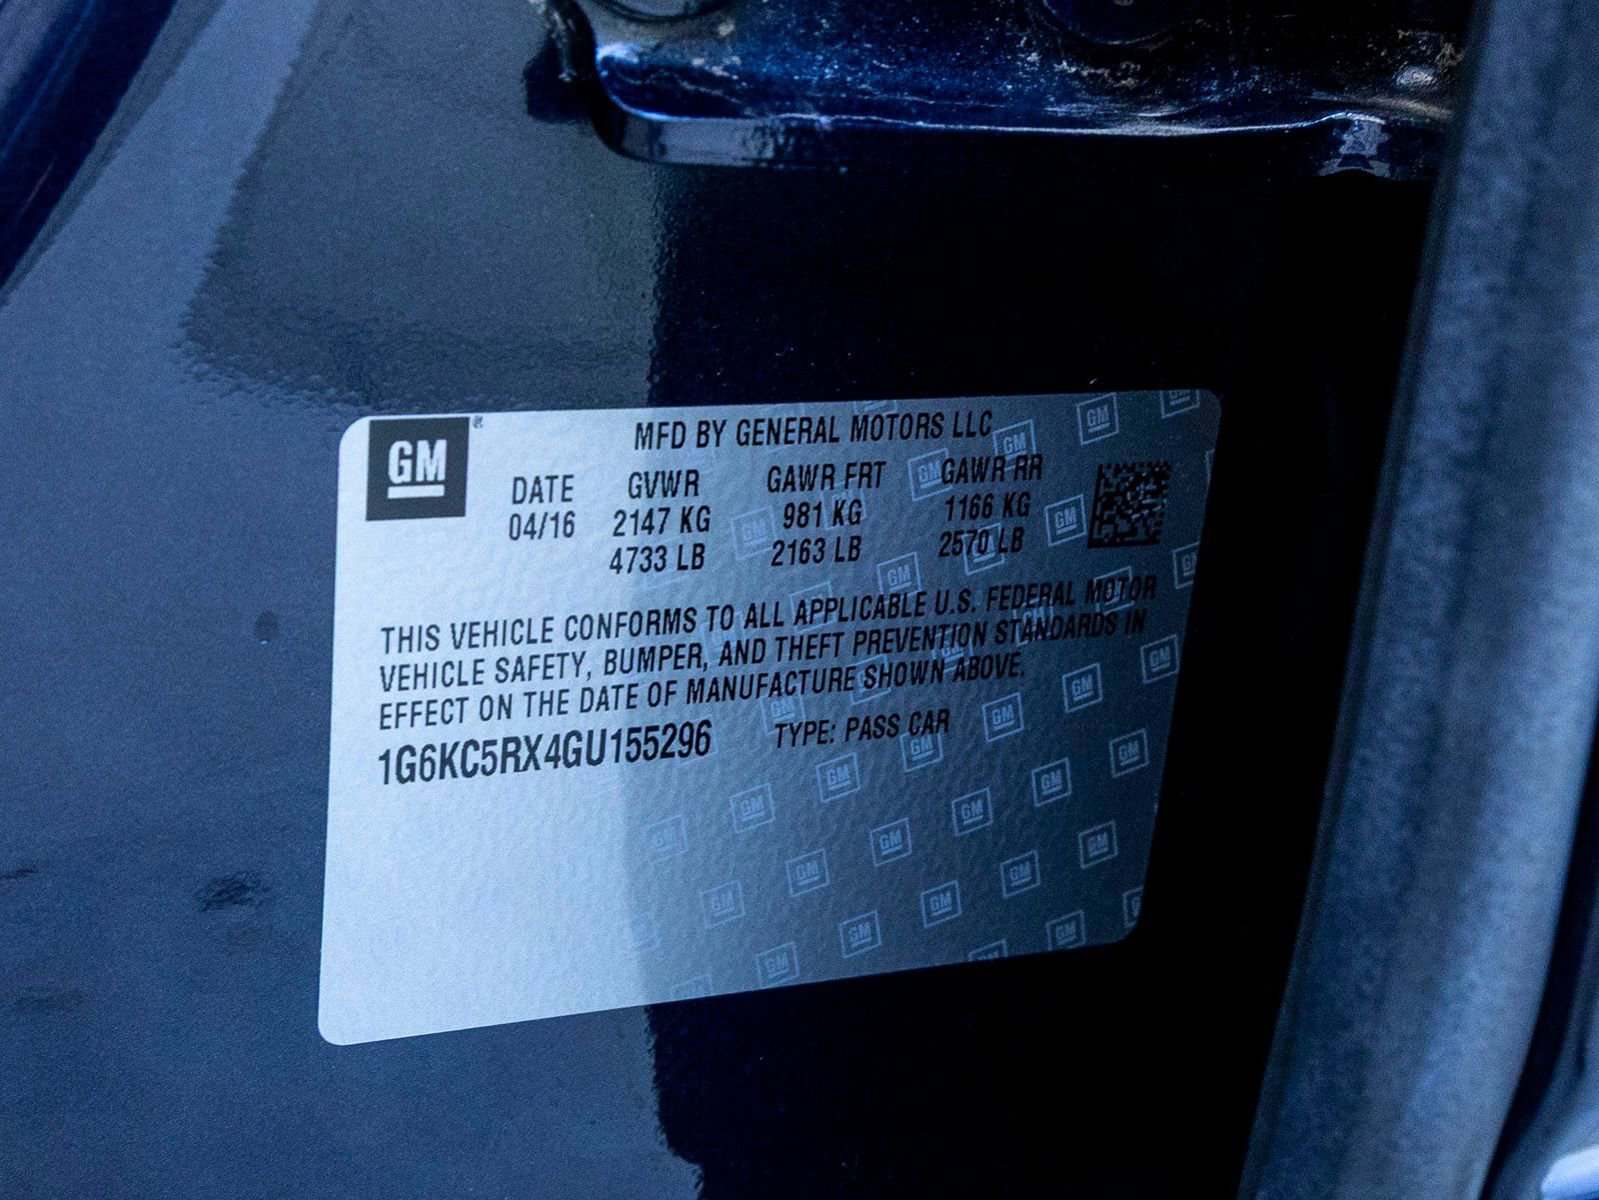 GM
MFD BY GENERAL MOTORS LLC
DATE GVWR GAWR FRT GAWR RR
04/16 2147 KG 981 KG 1166 KG
4733 LB 2163 LB 2570 LB
THIS VEHICLE CONFORMS TO ALL APPLICABLE U.S. FEDERAL MOTOR
VEHICLE SAFETY, BUMPER, AND THEFT PREVENTION STANDARDS IN
EFFECT ON THE DATE OF MANUFACTURE SHOWN ABOVE.
1G6KC5RX4GU155296 TYPE: PASS CAR